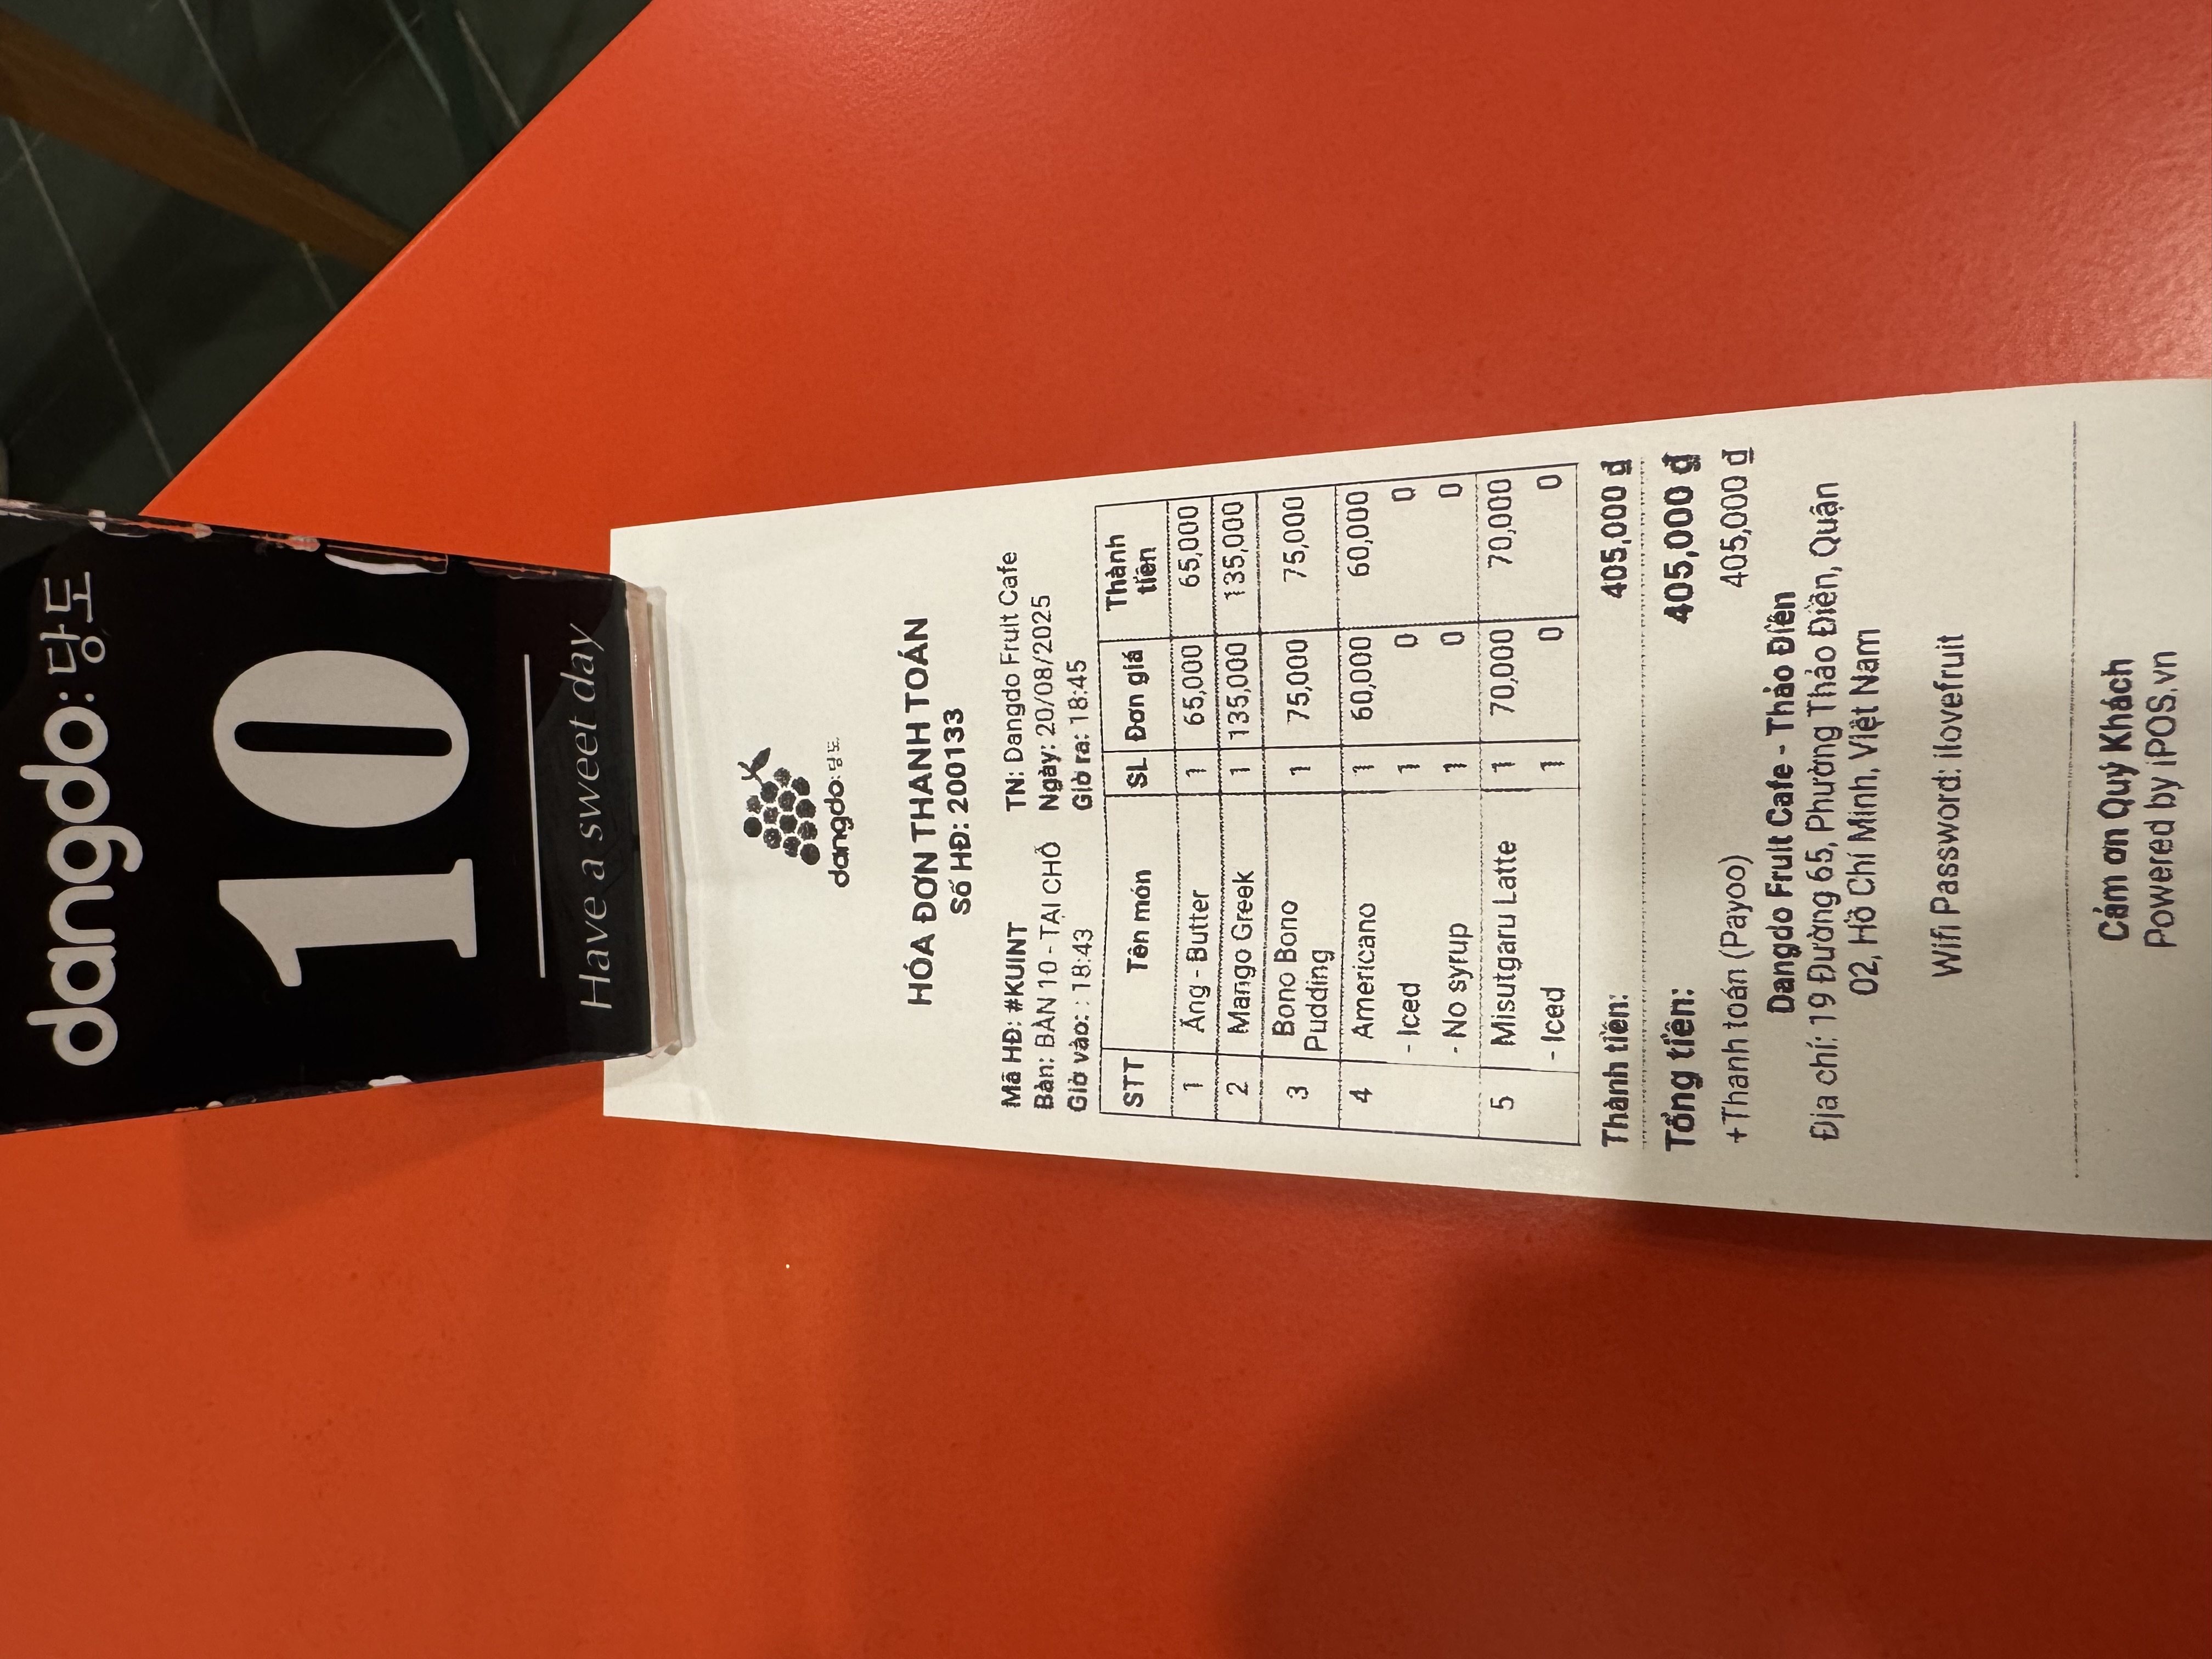 dangdo: 당도
10
Have a sweet day
dangdo:당도
HÓA ĐƠN THANH TOÁN
Số HĐ: 200133
Mã HĐ: #KUINT TN: Dangdo Fruit Cafe
Bàn: BÀN 10 - TẠI CHỖ Ngày: 20/08/2025
Giờ vào: : 18:43 Giờ ra: 18:45
STT Tên món SL Đơn giá Thành tiền
1 Ăng - Butter 1 65,000 65,000
2 Mango Greek 1 135,000 135,000
3 Bono Bono Pudding 1 75,000 75,000
4 Americano 1 60,000 60,000
- Iced 1 0 0
- No syrup 1 0 0
5 Misutgaru Latte 1 70,000 70,000
- Iced 1 0 0
Thành tiền: 405,000 ₫
Tổng tiền: 405,000 ₫
+Thanh toán (Payoo) 405,000 ₫
Dangdo Fruit Cafe - Thảo Điền
Địa chỉ: 19 Đường 65, Phường Thảo Điền, Quận
02, Hồ Chí Minh, Việt Nam
Wifi Password: ilovefruit
Cám ơn Quý Khách
Powered by iPOS.vn